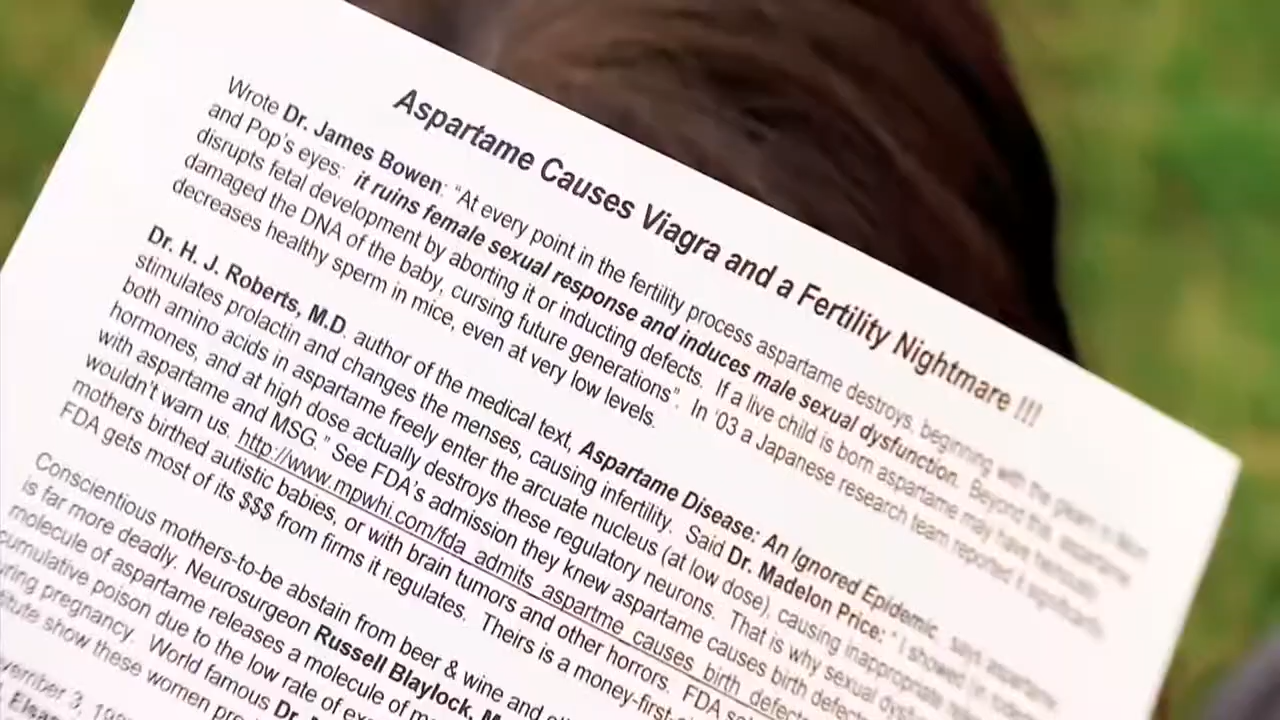 Aspartame Causes Viagra and a Fertility Nightmare !!!
Wrote Dr. James Bowen: “At every point in the fertility process aspartame destroys, beginning with the gleam in Mom
and Pop’s eyes: it ruins female sexual response and induces male sexual dysfunction. Beyond this, aspartame
disrupts fetal development by aborting it or inducting defects. If a live child is born aspartame may have heinously
damaged the DNA of the baby, cursing future generations”. In '03 a Japanese research team reported it significantly
decreases healthy sperm in mice, even at very low levels.
Dr. H. J. Roberts, M.D. author of the medical text, Aspartame Disease: An Ignored Epidemic, says aspartame
stimulates prolactin and changes the menses, causing infertility. Said Dr. Madelon Price: “ I showed in
both amino acids in aspartame freely enter the arcuate nucleus (at low dose), causing inappropriate
hormones, and at high dose actually destroys these regulatory neurons. That is why sexual
with aspartame and MSG.” See FDA’s admission they knew aspartame causes birth
wouldn't warn us. http://www.mpwhi.com/fda_admits_aspartme_causes_birth_defects
mothers birthed autistic babies, or with brain tumors and other horrors. FDA
FDA gets most of its $$$ from firms it regulates. Theirs is a money-first-
Conscientious mothers-to-be abstain from beer & wine and
is far more deadly. Neurosurgeon Russell Blaylock,
molecule of aspartame releases a molecule of
cumulative poison due to the low rate of
uring pregnancy. World famous Dr.
tute show these women
vember 3,